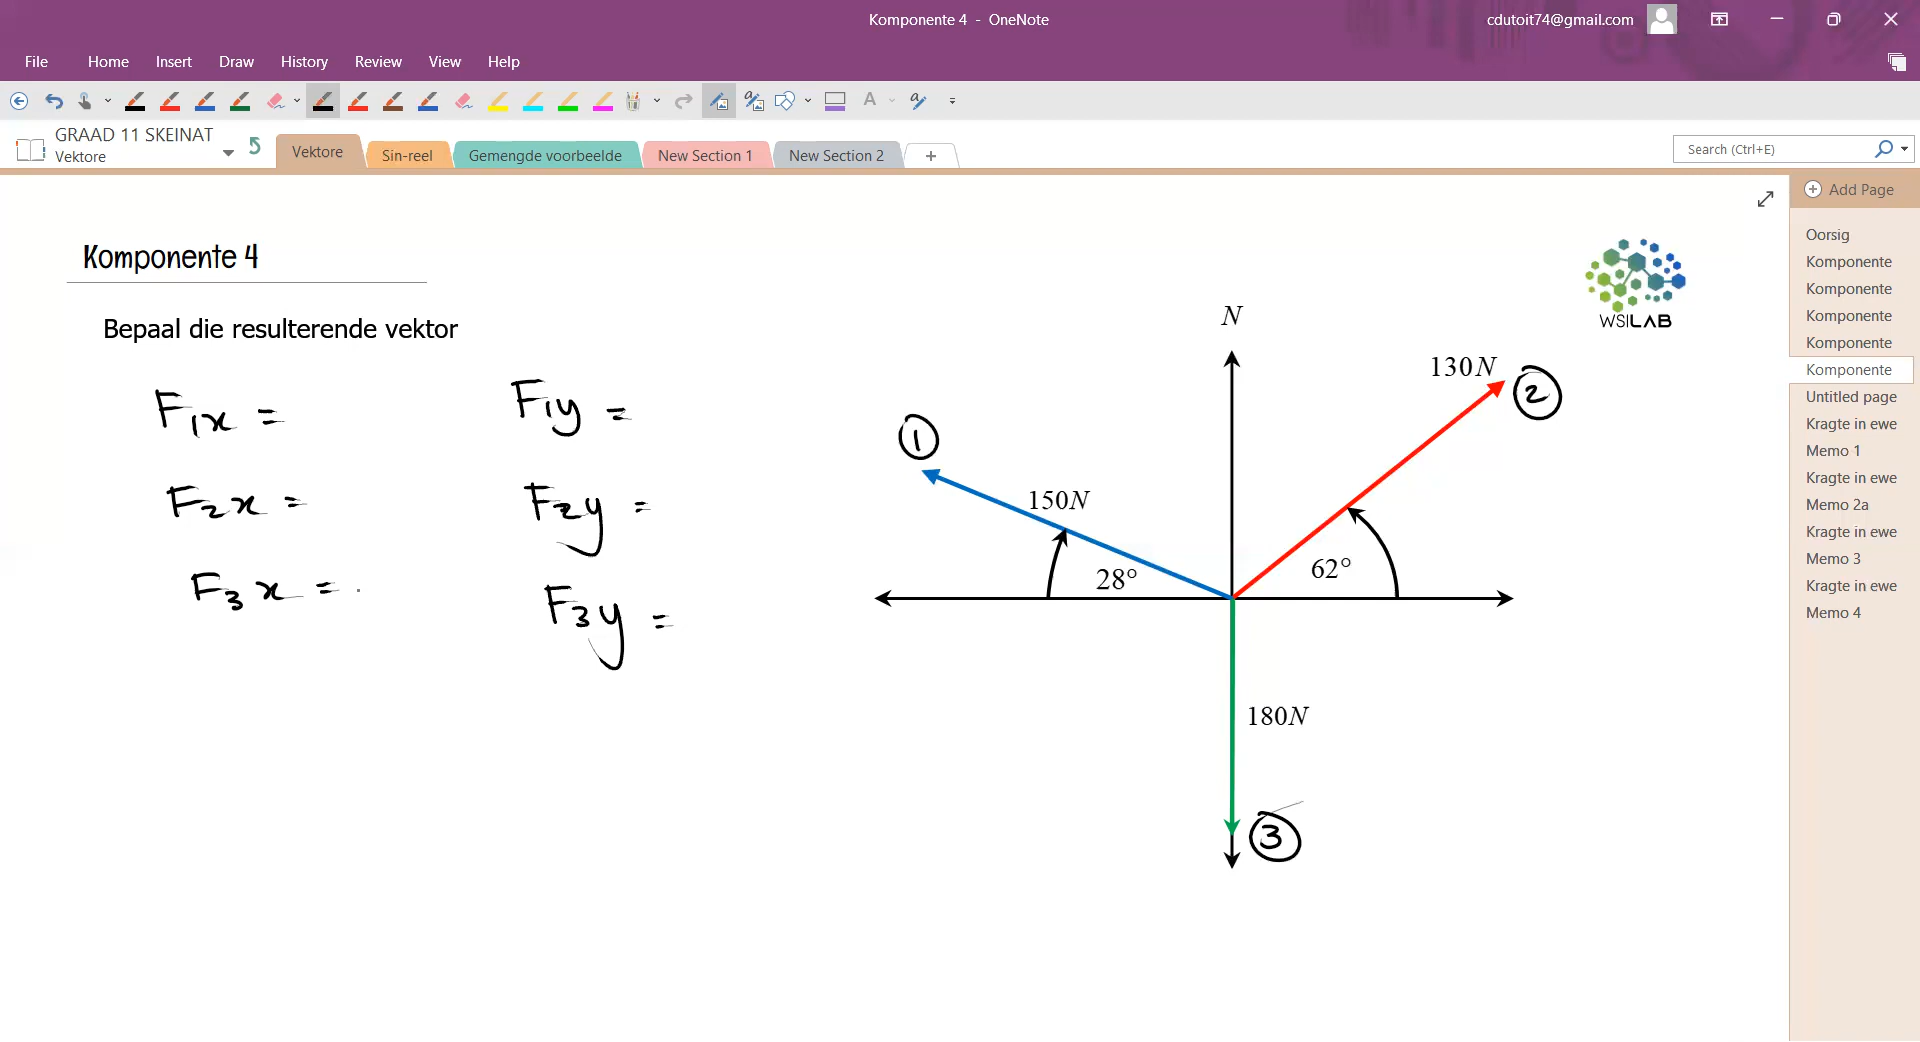 Komponente 4 - OneNote
cdutoit74@gmail.com
File Home Insert Draw History Review View Help
GRAAD 11 SKEINAT
Vektore
Vektore Sin-reel Gemengde voorbeelde New Section 1 New Section 2 +
Search (Ctrl+E)
Add Page
Oorsig
Komponente
Komponente
Komponente
Komponente
Komponente
Untitled page
Kragte in ewe
Memo 1
Kragte in ewe
Memo 2a
Kragte in ewe
Memo 3
Kragte in ewe
Memo 4
Komponente 4
Bepaal die resulterende vektor
F1x = F1y =
F2x = F2y =
F3x = F3y =
WSILAB
N
130N 2
1
150N
28° 62°
180N
3